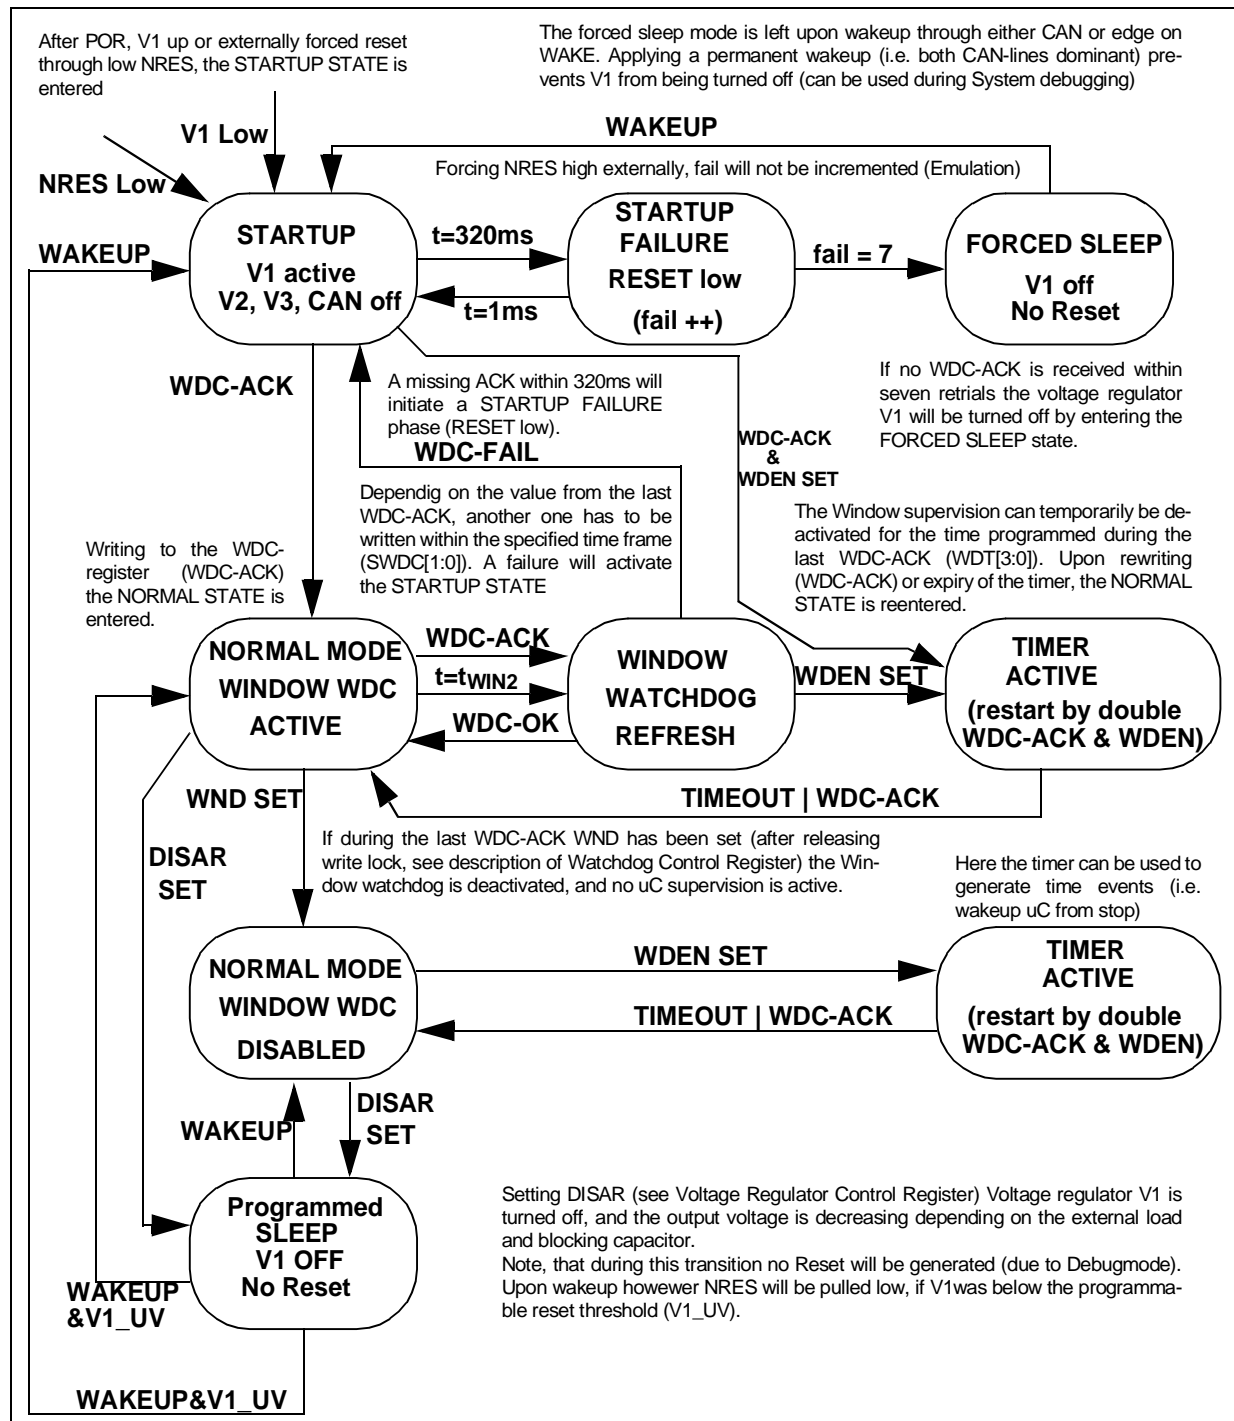 After POR, V1 up or externally forced reset
through low NRES, the STARTUP STATE is
entered
The forced sleep mode is left upon wakeup through either CAN or edge on
WAKE. Applying a permanent wakeup (i.e. both CAN-lines dominant) pre-
vents V1 from being turned off (can be used during System debugging)
V1 Low
WAKEUP
NRES Low
Forcing NRES high externally, fail will not be incremented (Emulation)
WAKEUP
STARTUP
V1 active
V2, V3, CAN off
t=320ms
t=1ms
STARTUP
FAILURE
RESET low
(fail ++)
fail = 7
FORCED SLEEP
V1 off
No Reset
WDC-ACK
A missing ACK within 320ms will
initiate a STARTUP FAILURE
phase (RESET low).
WDC-FAIL
If no WDC-ACK is received within
seven retrials the voltage regulator
V1 will be turned off by entering the
FORCED SLEEP state.
WDC-ACK
&
WDEN SET
Dependig on the value from the last
WDC-ACK, another one has to be
written within the specified time frame
(SWDC[1:0]). A failure will activate
the STARTUP STATE
The Window supervision can temporarily be de-
activated for the time programmed during the
last WDC-ACK (WDT[3:0]). Upon rewriting
(WDC-ACK) or expiry of the timer, the NORMAL
STATE is reentered.
Writing to the WDC-
register (WDC-ACK)
the NORMAL STATE is
entered.
NORMAL MODE
WINDOW WDC
ACTIVE
WDC-ACK
t=tWIN2
WDC-OK
WINDOW
WATCHDOG
REFRESH
WDEN SET
TIMER
ACTIVE
(restart by double
WDC-ACK & WDEN)
WND SET
TIMEOUT | WDC-ACK
DISAR
SET
If during the last WDC-ACK WND has been set (after releasing
write lock, see description of Watchdog Control Register) the Win-
dow watchdog is deactivated, and no uC supervision is active.
Here the timer can be used to
generate time events (i.e.
wakeup uC from stop)
NORMAL MODE
WINDOW WDC
DISABLED
WDEN SET
TIMEOUT | WDC-ACK
TIMER
ACTIVE
(restart by double
WDC-ACK & WDEN)
WAKEUP
DISAR
SET
Programmed
SLEEP
V1 OFF
No Reset
WAKEUP
&V1_UV
Setting DISAR (see Voltage Regulator Control Register) Voltage regulator V1 is
turned off, and the output voltage is decreasing depending on the external load
and blocking capacitor.
Note, that during this transition no Reset will be generated (due to Debugmode).
Upon wakeup howewer NRES will be pulled low, if V1was below the programma-
ble reset threshold (V1_UV).
WAKEUP&V1_UV